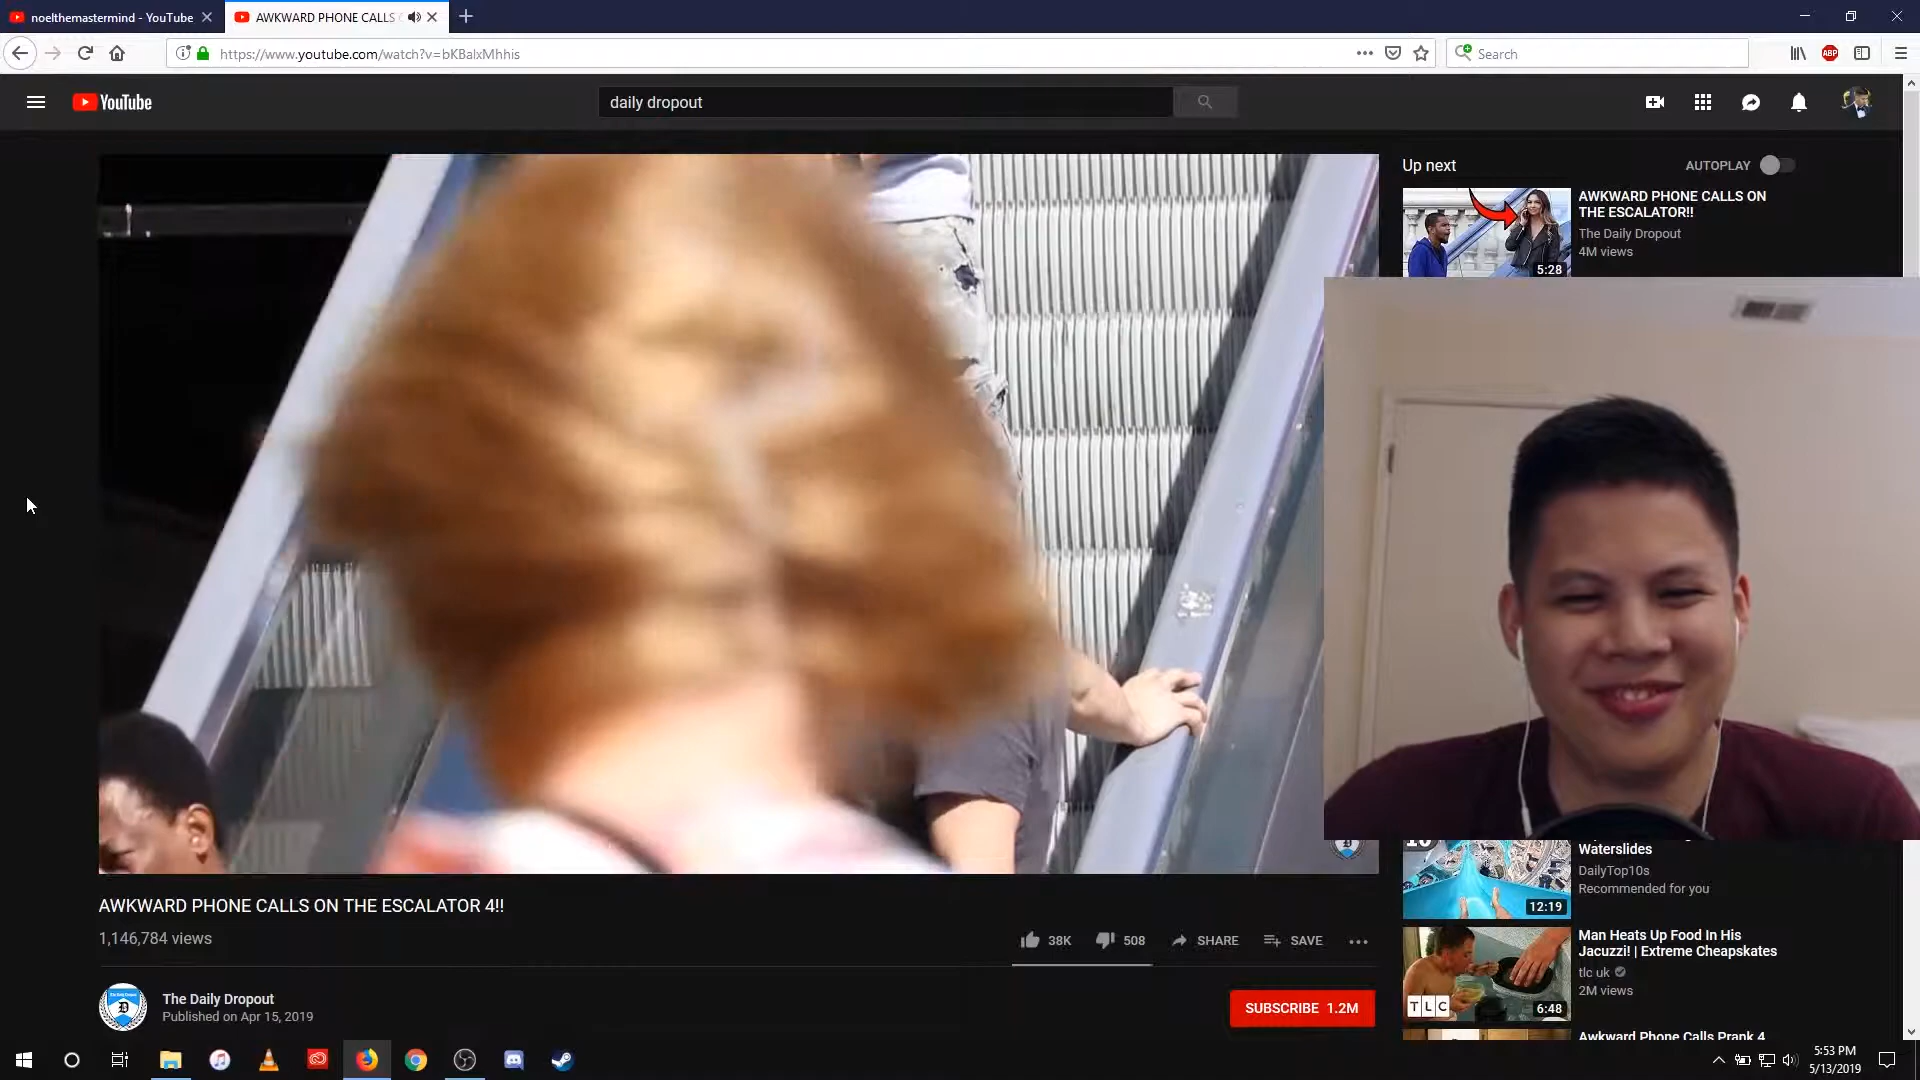 noelthemastermind - YouTube
AWKWARD PHONE CALLS
https://www.youtube.com/watch?v=bKBalxMhhis
Search
ABP
YouTube
daily dropout
Up next
AUTOPLAY
AWKWARD PHONE CALLS ON
THE ESCALATOR!!
The Daily Dropout
4M views
5:28
Waterslides
DailyTop10s
Recommended for you
12:19
AWKWARD PHONE CALLS ON THE ESCALATOR 4!!
1,146,784 views
38K
508
SHARE
SAVE
Man Heats Up Food In His
Jacuzzi! | Extreme Cheapskates
tlc uk
2M views
TLC
6:48
The Daily Dropout
Published on Apr 15, 2019
SUBSCRIBE 1.2M
Awkward Phone Calls Prank 4
5:53 PM
5/13/2019